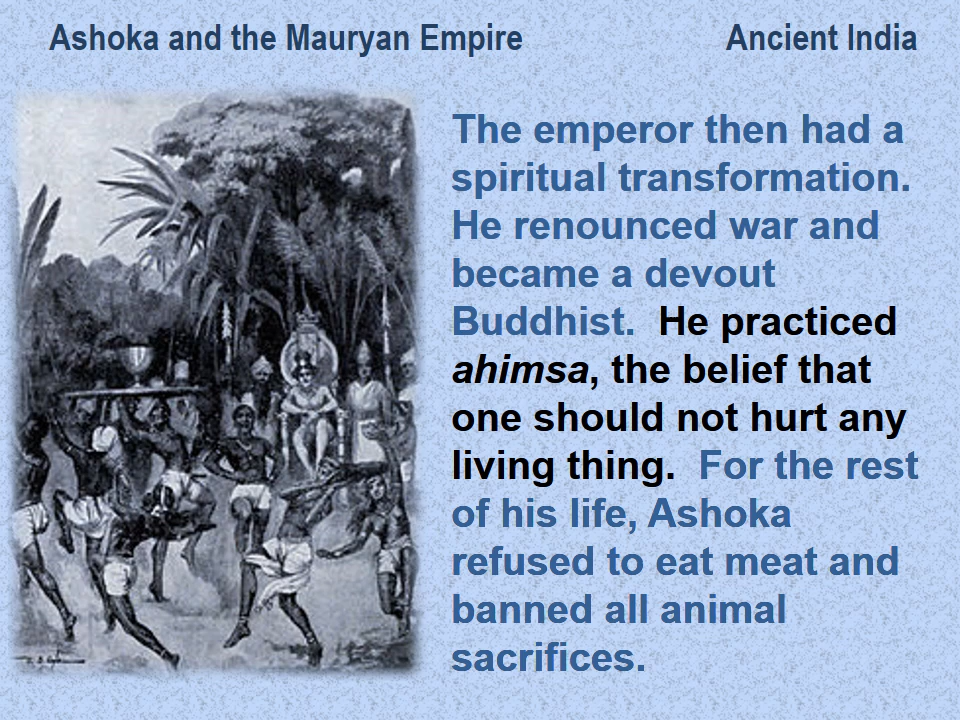 Ashoka and the Mauryan Empire
Ancient India
The emperor then had a
spiritual transformation.
He renounced war and
became a devout
Buddhist. He practiced
ahimsa, the belief that
one should not hurt any
living thing. For the rest
of his life, Ashoka
refused to eat meat and
banned all animal
sacrifices.